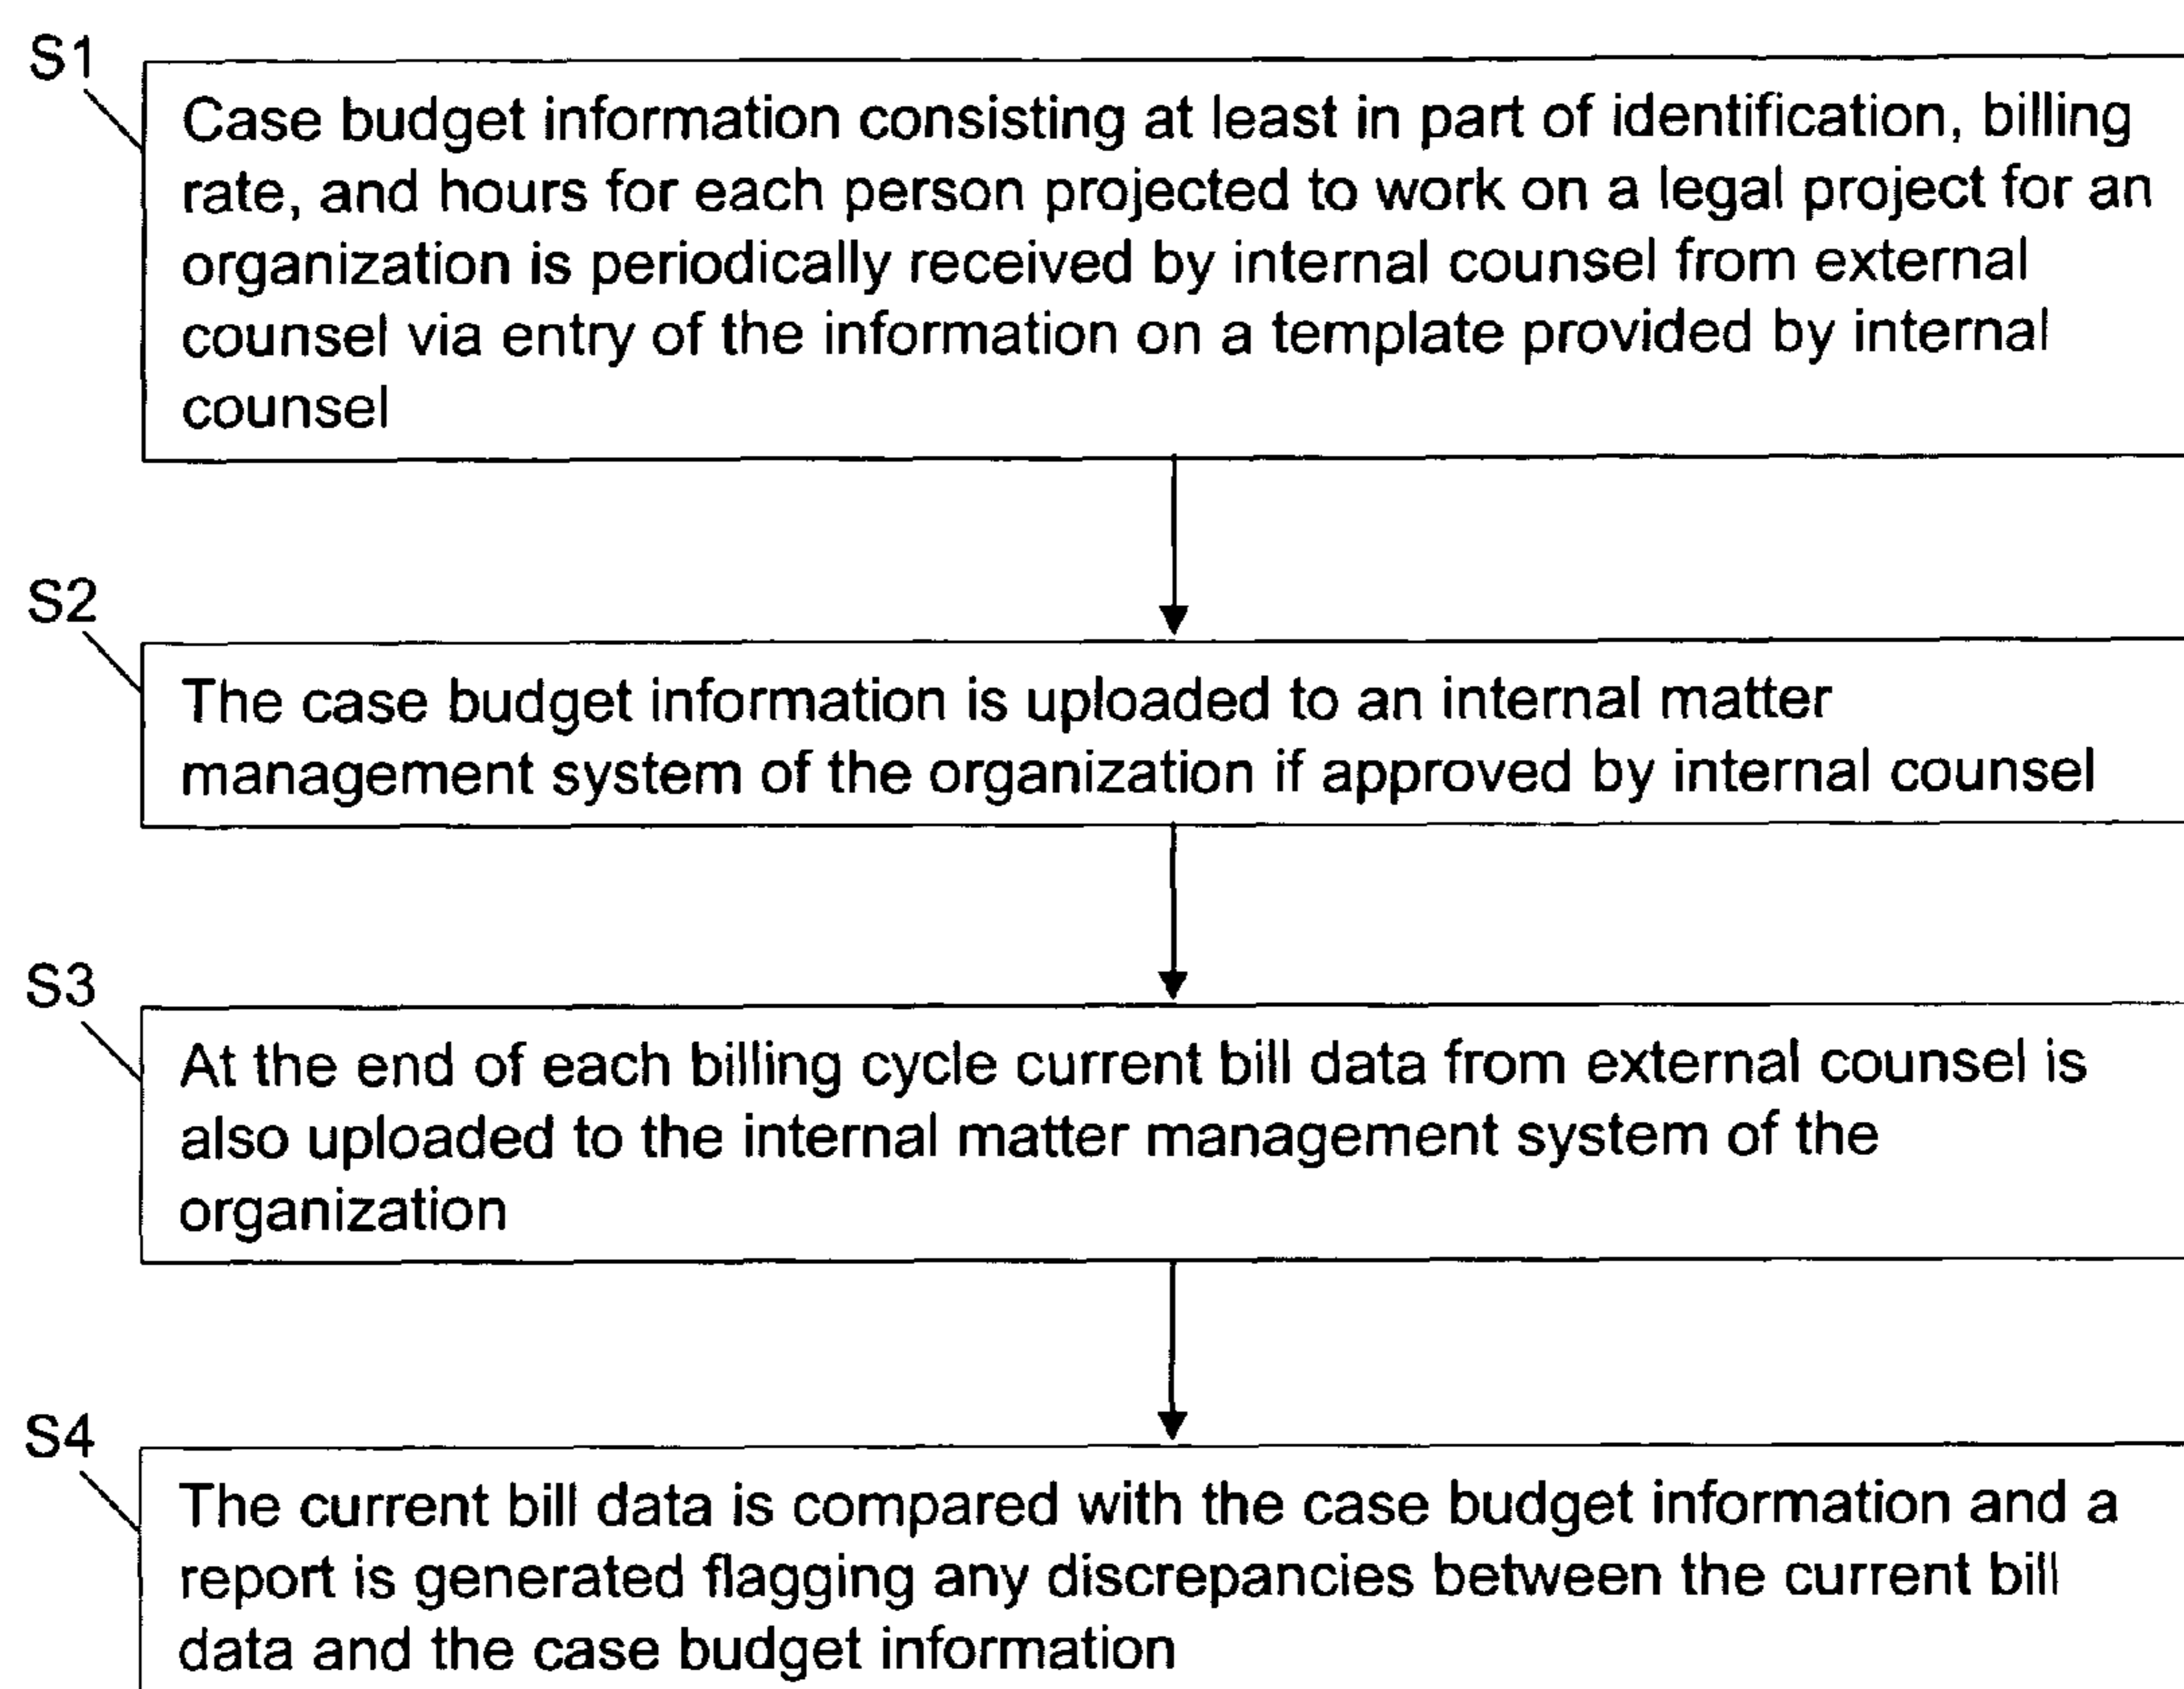 S1
Case budget information consisting at least in part of identification, billing
rate, and hours for each person projected to work on a legal project for an
organization is periodically received by internal counsel from external
counsel via entry of the information on a template provided by internal
counsel
S2
The case budget information is uploaded to an internal matter
management system of the organization if approved by internal counsel
S3
At the end of each billing cycle current bill data from external counsel is
also uploaded to the internal matter management system of the
organization
S4
The current bill data is compared with the case budget information and a
report is generated flagging any discrepancies between the current bill
data and the case budget information